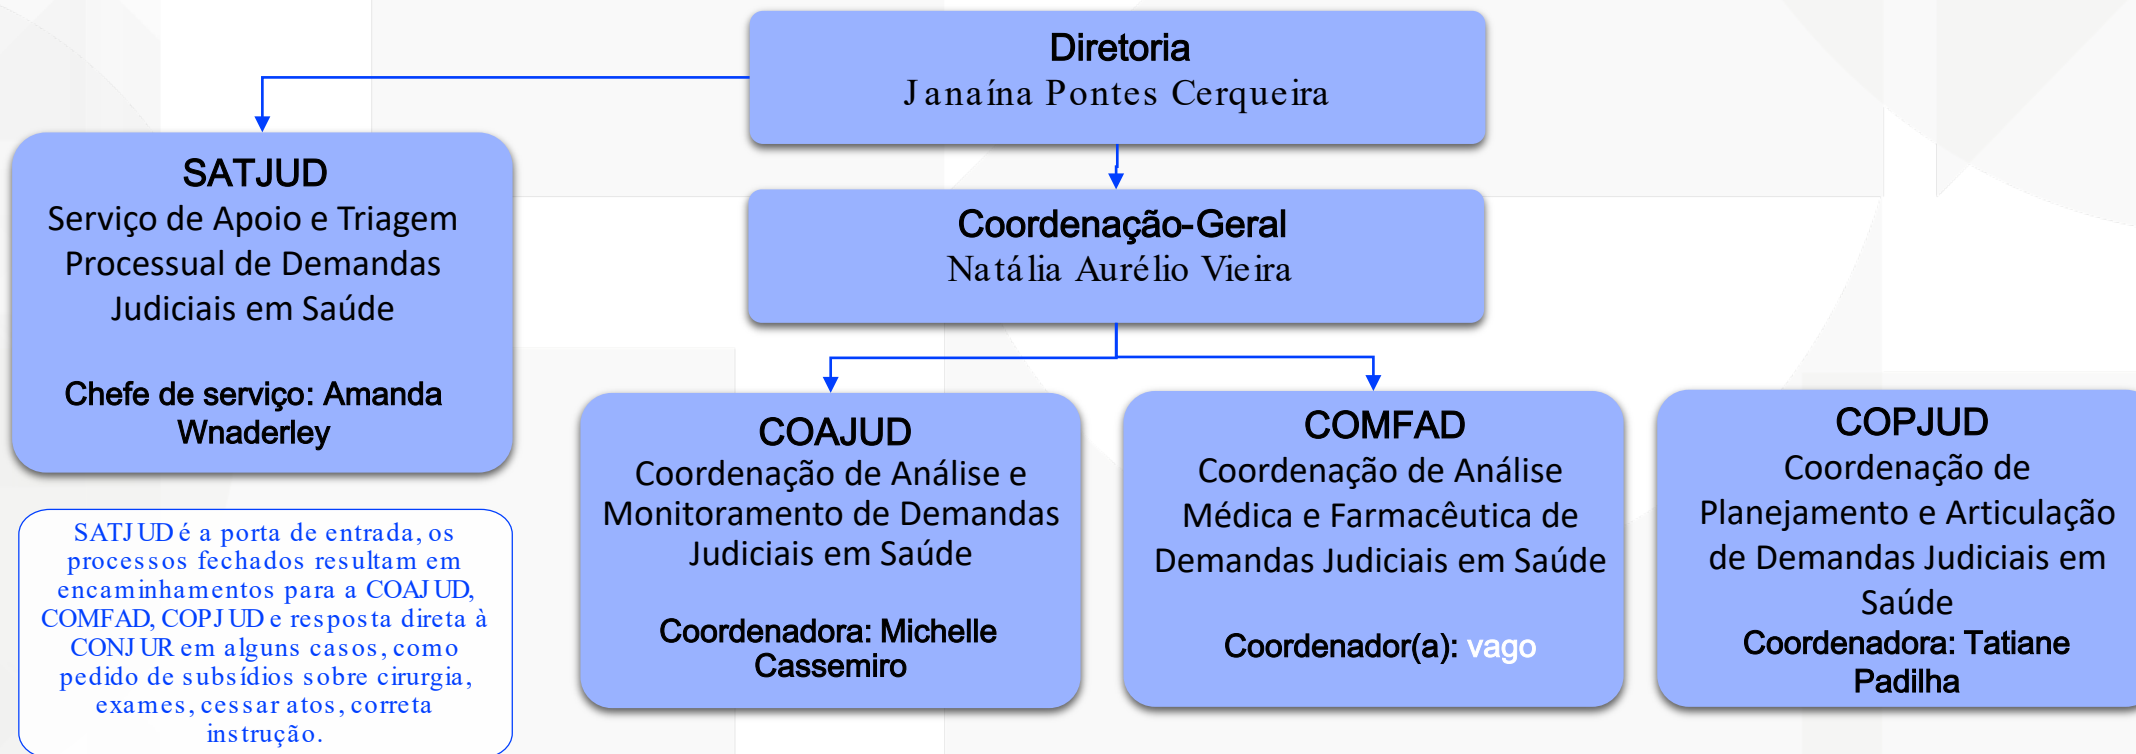 Diretoria
Janaína Pontes Cerqueira
SATJUD
Serviço de Apoio e Triagem
Processual de Demandas
Judiciais em Saúde
Chefe de serviço: Amanda
Wnaderley
Coordenação-Geral
Natália Aurélio Vieira
SATJUD é a porta de entrada, os
processos fechados resultam em
encaminhamentos para a COAJUD,
COMFAD, COPJUD e resposta direta à
CONJUR em alguns casos, como
pedido de subsídios sobre cirurgia,
exames, cessar atos, correta
instrução.
COAJUD
Coordenação de Análise e
Monitoramento de Demandas
Judiciais em Saúde
Coordenadora: Michelle
Cassemiro
COMFAD
Coordenação de Análise
Médica e Farmacêutica de
Demandas Judiciais em Saúde
Coordenador(a): vago
COPJUD
Coordenação de
Planejamento e Articulação
de Demandas Judiciais em
Saúde
Coordenadora: Tatiane
Padilha